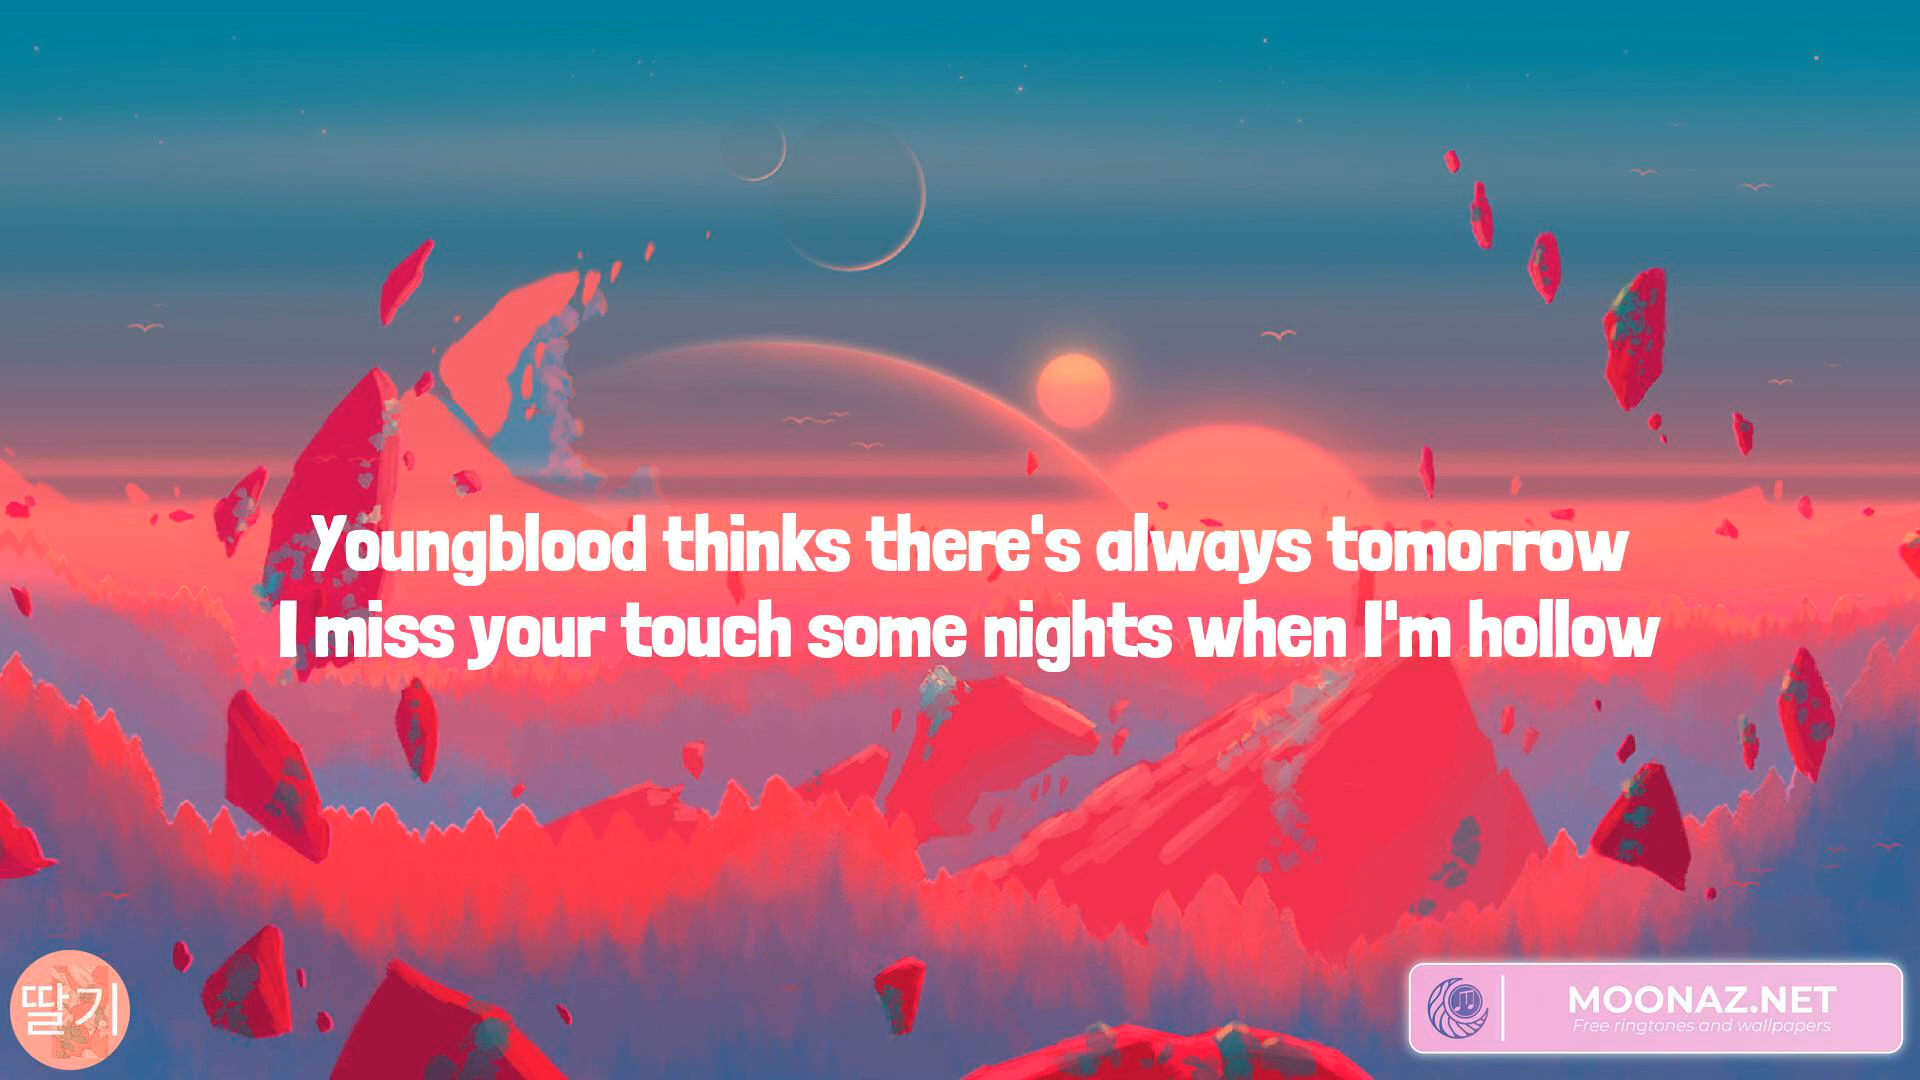 Youngblood thinks there's always tomorrow
I miss your touch some nights when I'm hollow
딸기
MOONAZ.NET
Free ringtones and wallpapers